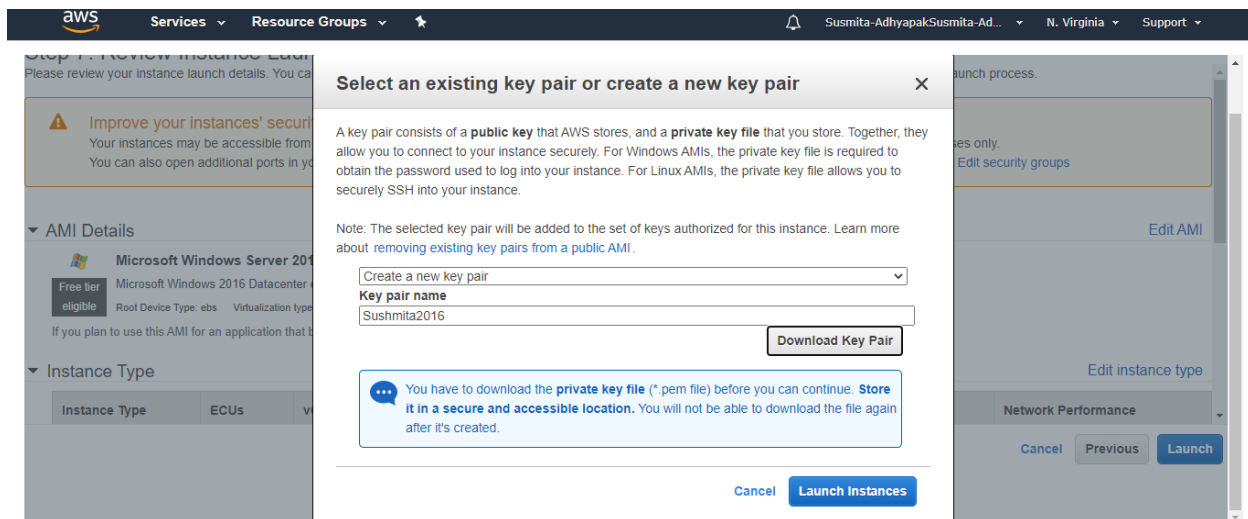 aws Services Resource Groups Susmita-AdhyapakSusmita-Ad... N. Virginia Support
Step 7: Review Instance Laun
Please review your instance launch details. You ca
aunch process.
Improve your instances' securi
Your instances may be accessible from
ses only.
You can also open additional ports in yo
Edit security groups
AMI Details
Edit AMI
Microsoft Windows Server 201
Free tier
eligible
Microsoft Windows 2016 Datacenter
Root Device Type: ebs Virtualization type
If you plan to use this AMI for an application that b
Instance Type
Edit instance type
Instance Type ECUs
Network Performance
Cancel Previous Launch
Select an existing key pair or create a new key pair
A key pair consists of a public key that AWS stores, and a private key file that you store. Together, they
allow you to connect to your instance securely. For Windows AMIs, the private key file is required to
obtain the password used to log into your instance. For Linux AMIs, the private key file allows you to
securely SSH into your instance.
Note: The selected key pair will be added to the set of keys authorized for this instance. Learn more
about removing existing key pairs from a public AMI.
Create a new key pair
Key pair name
Sushmita2016
Download Key Pair
You have to download the private key file (*.pem file) before you can continue. Store
it in a secure and accessible location. You will not be able to download the file again
after it's created.
Cancel Launch Instances